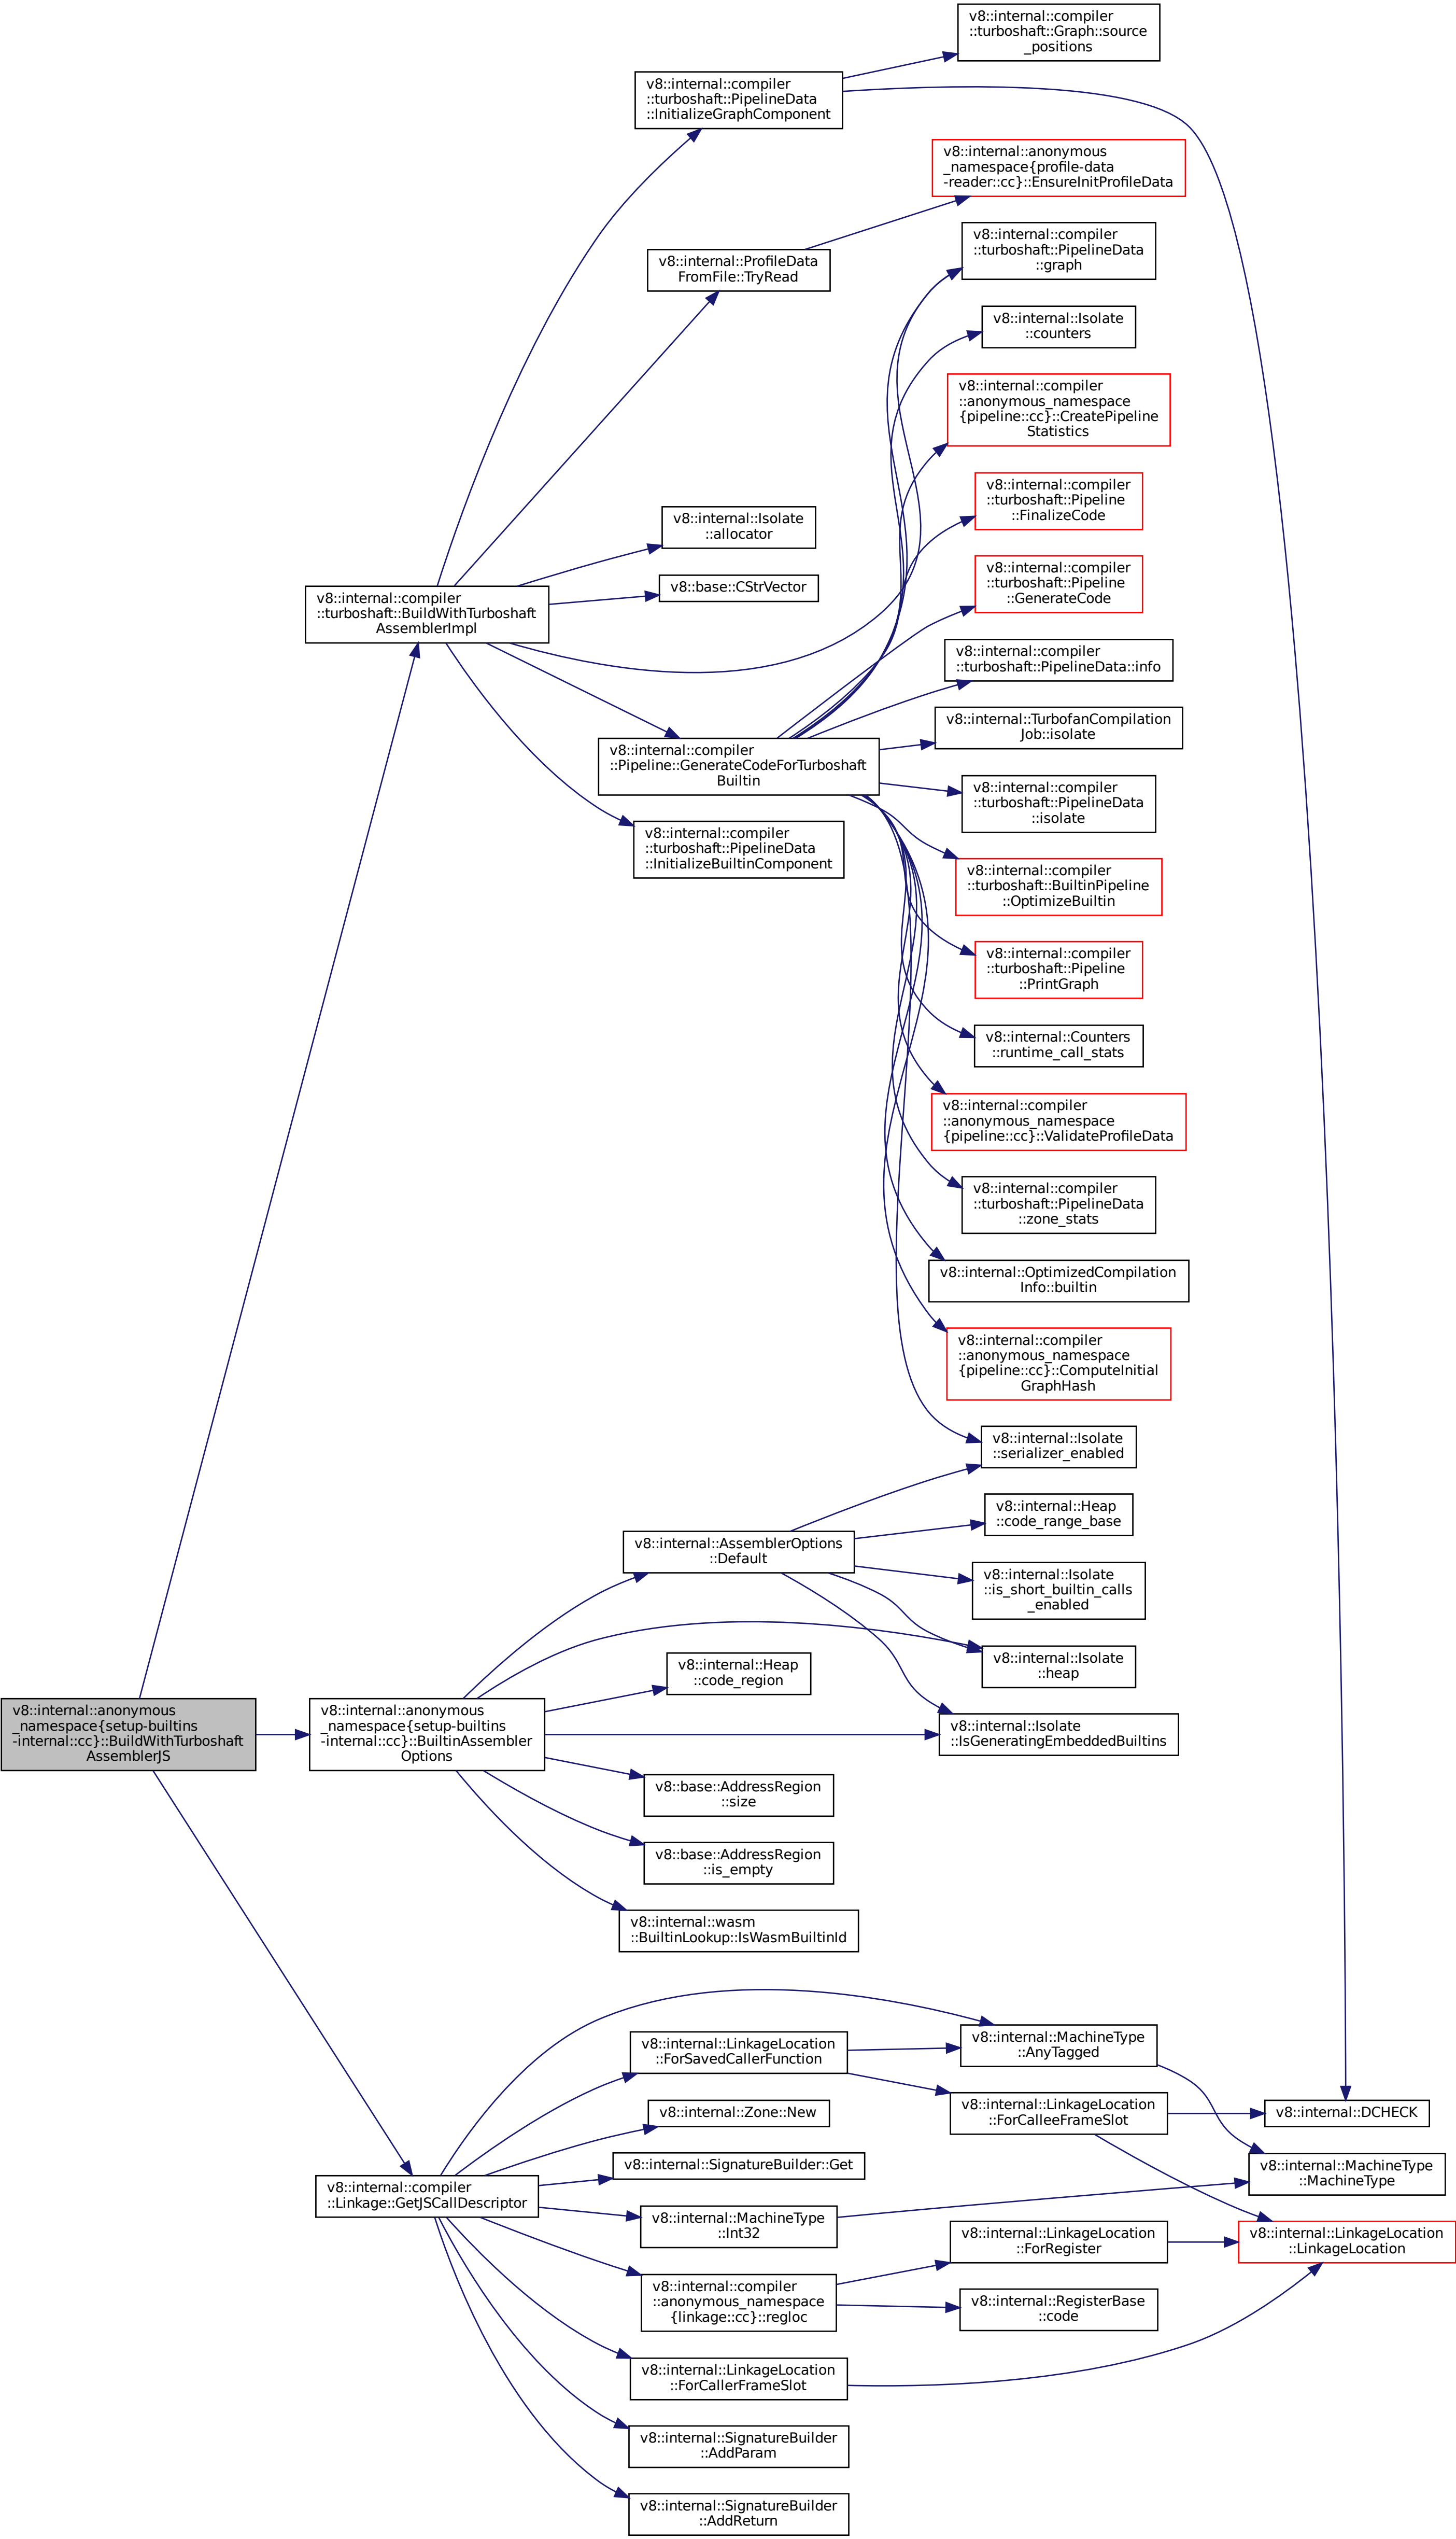 v8::internal::compiler
::turboshaft::Graph::source
_positions
v8::internal::compiler
::turboshaft::PipelineData
::InitializeGraphComponent
v8::internal::anonymous
_namespace{profile-data
-reader::cc}::EnsureInitProfileData
v8::internal::compiler
::turboshaft::PipelineData
::graph
v8::internal::ProfileData
FromFile::TryRead
v8::internal::Isolate
::counters
v8::internal::compiler
::anonymous_namespace
{pipeline::cc}::CreatePipeline
Statistics
v8::internal::compiler
::turboshaft::Pipeline
::FinalizeCode
v8::internal::Isolate
::allocator
v8::internal::compiler
::turboshaft::Pipeline
::GenerateCode
v8::base::CStrVector
v8::internal::compiler
::turboshaft::BuildWithTurboshaft
AssemblerImpl
v8::internal::compiler
::turboshaft::PipelineData::info
v8::internal::TurbofanCompilation
Job::isolate
v8::internal::compiler
::Pipeline::GenerateCodeForTurboshaft
Builtin
v8::internal::compiler
::turboshaft::PipelineData
::isolate
v8::internal::compiler
::turboshaft::PipelineData
::InitializeBuiltinComponent
v8::internal::compiler
::turboshaft::BuiltinPipeline
::OptimizeBuiltin
v8::internal::compiler
::turboshaft::Pipeline
::PrintGraph
v8::internal::Counters
::runtime_call_stats
v8::internal::compiler
::anonymous_namespace
{pipeline::cc}::ValidateProfileData
v8::internal::compiler
::turboshaft::PipelineData
::zone_stats
v8::internal::OptimizedCompilation
Info::builtin
v8::internal::compiler
::anonymous_namespace
{pipeline::cc}::ComputeInitial
GraphHash
v8::internal::Isolate
::serializer_enabled
v8::internal::Heap
::code_range_base
v8::internal::AssemblerOptions
::Default
v8::internal::Isolate
::is_short_builtin_calls
_enabled
v8::internal::Isolate
::heap
v8::internal::Heap
::code_region
v8::internal::anonymous
_namespace{setup-builtins
-internal::cc}::BuildWithTurboshaft
AssemblerJS
v8::internal::anonymous
_namespace{setup-builtins
-internal::cc}::BuiltinAssembler
Options
v8::internal::Isolate
::IsGeneratingEmbeddedBuiltins
v8::base::AddressRegion
::size
v8::base::AddressRegion
::is_empty
v8::internal::wasm
::BuiltinLookup::IsWasmBuiltinId
v8::internal::MachineType
::AnyTagged
v8::internal::LinkageLocation
::ForSavedCallerFunction
v8::internal::LinkageLocation
::ForCalleeFrameSlot
v8::internal::DCHECK
v8::internal::Zone::New
v8::internal::SignatureBuilder::Get
v8::internal::MachineType
::MachineType
v8::internal::compiler
::Linkage::GetJSCallDescriptor
v8::internal::MachineType
::Int32
v8::internal::LinkageLocation
::ForRegister
v8::internal::LinkageLocation
::LinkageLocation
v8::internal::compiler
::anonymous_namespace
{linkage::cc}::regloc
v8::internal::RegisterBase
::code
v8::internal::LinkageLocation
::ForCallerFrameSlot
v8::internal::SignatureBuilder
::AddParam
v8::internal::SignatureBuilder
::AddReturn